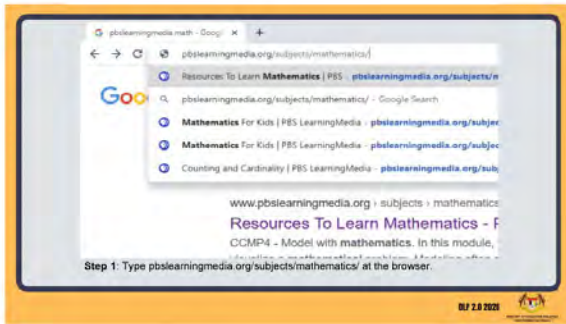 pbslearningmedia math - Googl
pbslearningmedia.org/subjects/mathematics/
Resources To Learn Mathematics | PBS - pbslearningmedia.org/subjects/m
Goo
pbslearningmedia.org/subjects/mathematics/ - Google Search
Mathematics For Kids | PBS LearningMedia - pbslearningmedia.org/subjec
Mathematics For Kids | PBS LearningMedia - pbslearningmedia.org/subjec
Counting and Cardinality | PBS LearningMedia - pbslearningmedia.org/subj
www.pbslearningmedia.org › subjects › mathematics
Resources To Learn Mathematics - F
CCMP4 - Model with mathematics. In this module,
Step 1: Type pbslearningmedia.org/subjects/mathematics/ at the browser.
DLP 2.0 2020